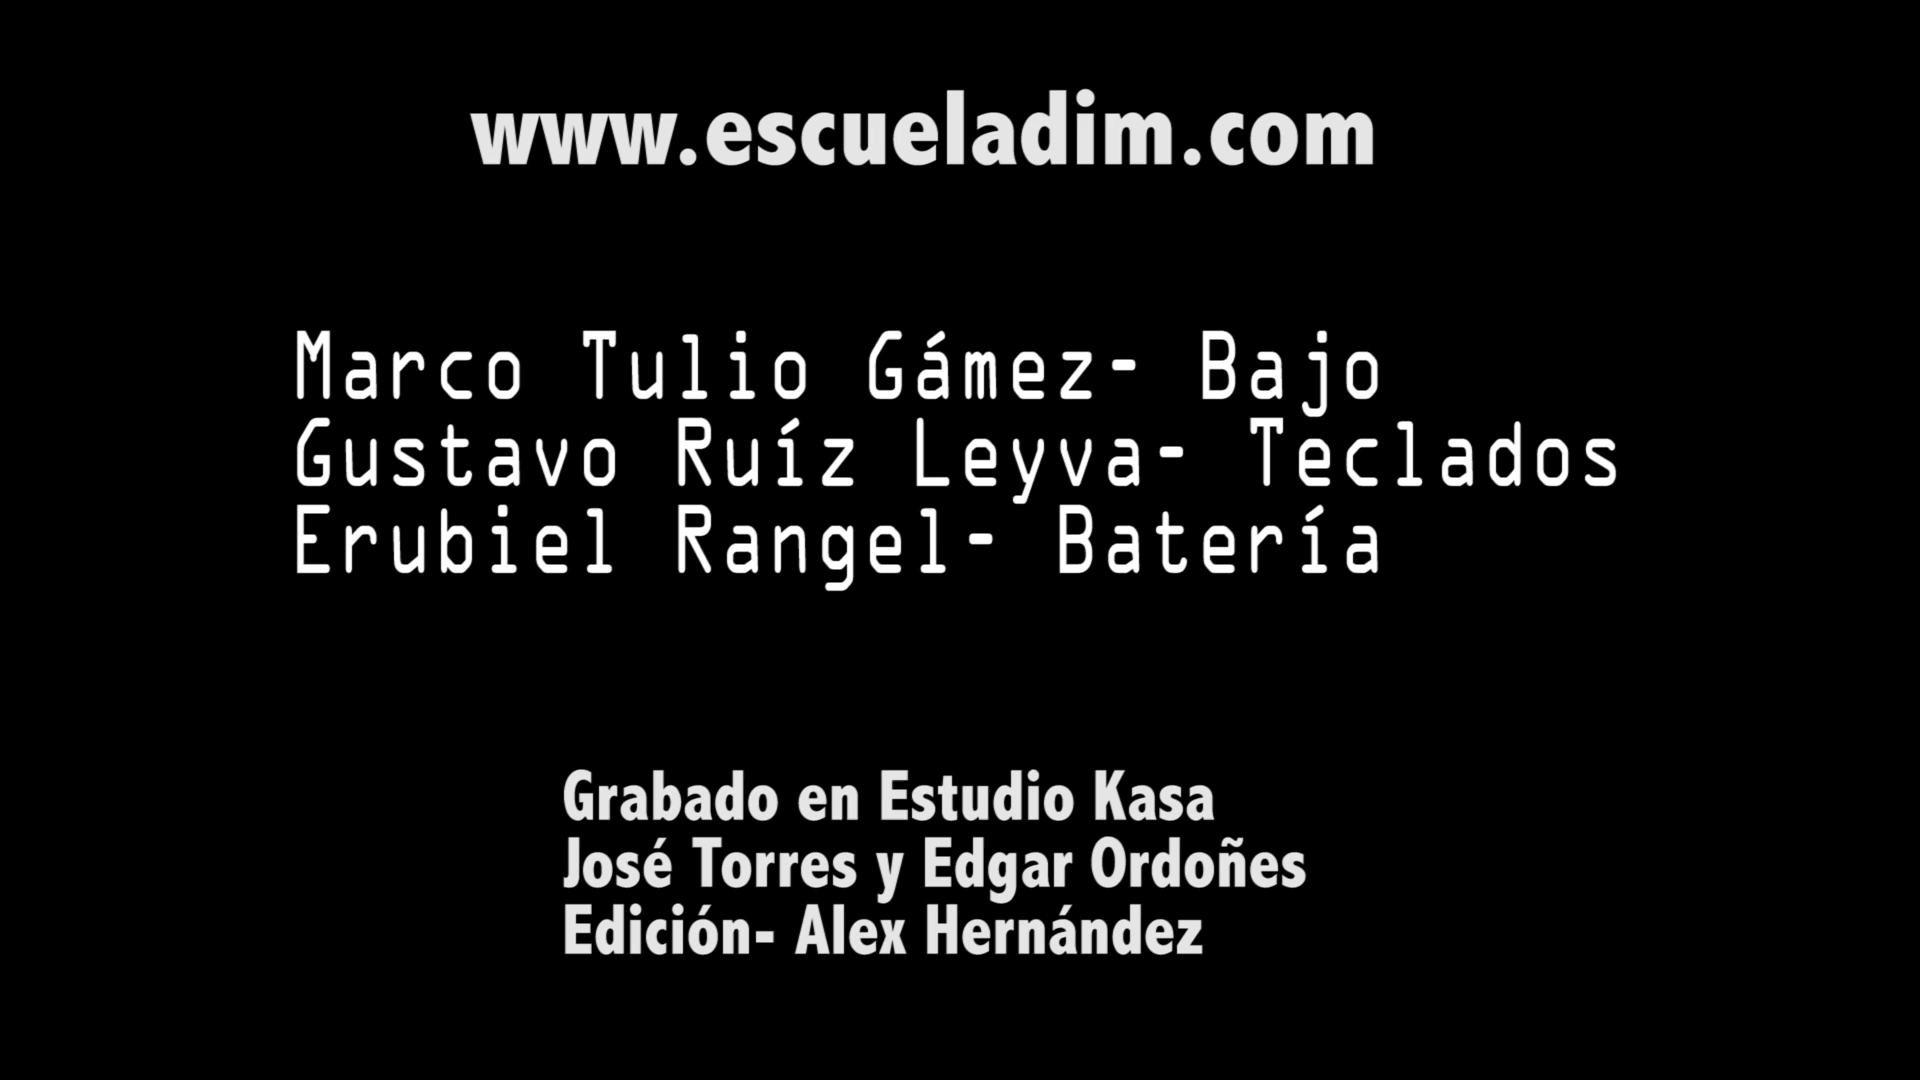 www.escueladim.com
Marco Tulio Gámez- Bajo
Gustavo Ruíz Leyva- Teclados
Erubiel Rangel- Batería
Grabado en Estudio Kasa
José Torres y Edgar Ordoñes
Edición- Alex Hernández